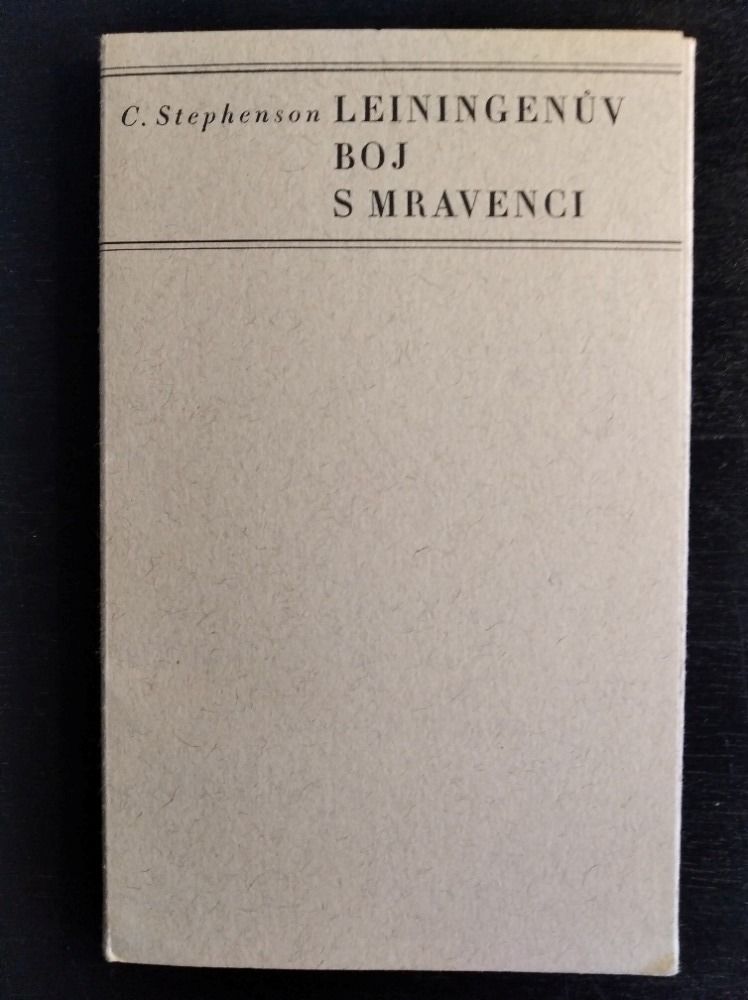 C. Stephenson LEININGENŮV
BOJ
S MRAVENCI